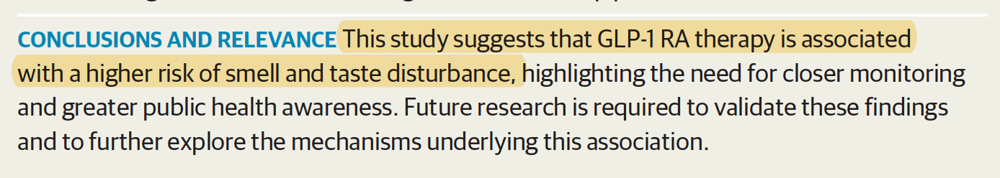 CONCLUSIONS AND RELEVANCE This study suggests that GLP-1 RA therapy is associated
with a higher risk of smell and taste disturbance, highlighting the need for closer monitoring
and greater public health awareness. Future research is required to validate these findings
and to further explore the mechanisms underlying this association.